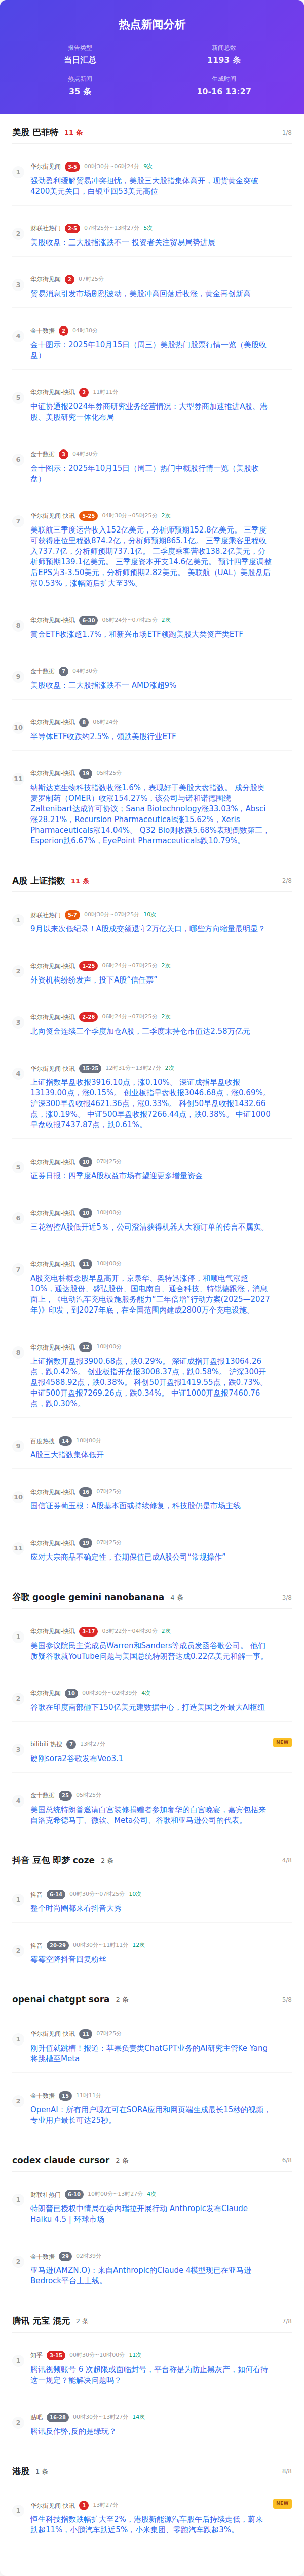 热点新闻分析
报告类型
当日汇总
新闻总数
1193 条
热点新闻
35 条
生成时间
10-16 13:27
美股 巴菲特 11 条 1/8
1
华尔街见闻 3-5 00时30分~06时24分 9次
强劲盈利缓解贸易冲突担忧，美股三大股指集体高开，现货黄金突破
4200美元关口，白银重回53美元高位
2
财联社热门 2-5 07时25分~13时27分 5次
美股收盘：三大股指涨跌不一 投资者关注贸易局势进展
3
华尔街见闻 2 07时25分
贸易消息引发市场剧烈波动，美股冲高回落后收涨，黄金再创新高
4
金十数据 2 04时30分
金十图示：2025年10月15日（周三）美股热门股票行情一览（美股收
盘）
5
华尔街见闻-快讯 2 11时11分
中证协通报2024年券商研究业务经营情况：大型券商加速推进A股、港
股、美股研究一体化布局
6
金十数据 3 04时30分
金十图示：2025年10月15日（周三）热门中概股行情一览（美股收
盘）
7
华尔街见闻-快讯 5-25 04时30分~05时25分 2次
美联航三季度运营收入152亿美元，分析师预期152.8亿美元。 三季度
可获得座位里程数874.2亿，分析师预期865.1亿。 三季度乘客里程收
入737.7亿，分析师预期737.1亿。 三季度乘客营收138.2亿美元，分
析师预期139.1亿美元。 三季度资本开支14.6亿美元。 预计四季度调整
后EPS为3-3.50美元，分析师预期2.82美元。 美联航（UAL）美股盘后
涨0.53%，涨幅随后扩大至3%。
8
华尔街见闻-快讯 6-30 06时24分~07时25分 2次
黄金ETF收涨超1.7%，和新兴市场ETF领跑美股大类资产类ETF
9
金十数据 7 04时30分
美股收盘：三大股指涨跌不一 AMD涨超9%
10
华尔街见闻-快讯 8 06时24分
半导体ETF收跌约2.5%，领跌美股行业ETF
11
华尔街见闻-快讯 19 05时25分
纳斯达克生物科技指数收涨1.6%，表现好于美股大盘指数。 成分股奥
麦罗制药（OMER）收涨154.27%，该公司与诺和诺德围绕
Zaltenibart达成许可协议；Sana Biotechnology涨33.03%，Absci
涨28.21%，Recursion Pharmaceuticals涨15.62%，Xeris
Pharmaceuticals涨14.04%。 Q32 Bio则收跌5.68%表现倒数第三，
Esperion跌6.67%，EyePoint Pharmaceuticals跌10.79%。
A股 上证指数 11 条 2/8
1
财联社热门 5-7 00时30分~07时25分 10次
9月以来次低纪录！A股成交额退守2万亿关口，哪些方向缩量最明显？
2
华尔街见闻-快讯 1-25 06时24分~07时25分 2次
外资机构纷纷发声，投下A股“信任票”
3
华尔街见闻-快讯 2-26 06时24分~07时25分 2次
北向资金连续三个季度加仓A股，三季度末持仓市值达2.58万亿元
4
华尔街见闻-快讯 15-25 12时31分~13时27分 2次
上证指数早盘收报3916.10点，涨0.10%。 深证成指早盘收报
13139.00点，涨0.15%。 创业板指早盘收报3046.68点，涨0.69%。
沪深300早盘收报4621.36点，涨0.33%。 科创50早盘收报1432.66
点，涨0.19%。 中证500早盘收报7266.44点，跌0.38%。 中证1000
早盘收报7437.87点，跌0.61%。
5
华尔街见闻-快讯 10 07时25分
证券日报：四季度A股权益市场有望迎更多增量资金
6
华尔街见闻-快讯 10 10时00分
三花智控A股低开近5％，公司澄清获得机器人大额订单的传言不属实。
7
华尔街见闻-快讯 11 10时00分
A股充电桩概念股早盘高开，京泉华、奥特迅涨停，和顺电气涨超
10%，通达股份、盛弘股份、国电南自、通合科技、特锐德跟涨，消息
面上，《电动汽车充电设施服务能力“三年倍增”行动方案(2025—2027
年)》印发，到2027年底，在全国范围内建成2800万个充电设施。
8
华尔街见闻-快讯 12 10时00分
上证指数开盘报3900.68点，跌0.29%。 深证成指开盘报13064.26
点，跌0.42%。 创业板指开盘报3008.37点，跌0.58%。 沪深300开
盘报4588.92点，跌0.38%。 科创50开盘报1419.55点，跌0.73%。
中证500开盘报7269.26点，跌0.34%。 中证1000开盘报7460.76
点，跌0.30%。
9
百度热搜 14 11时00分
A股三大指数集体低开
10
华尔街见闻-快讯 16 07时25分
国信证券荀玉根：A股基本面或持续修复，科技股仍是市场主线
11
华尔街见闻-快讯 19 07时25分
应对大宗商品不确定性，套期保值已成A股公司“常规操作”
谷歌 google gemini nanobanana 4 条 3/8
1
华尔街见闻-快讯 3-17 03时22分~04时30分 2次
美国参议院民主党成员Warren和Sanders等成员发函谷歌公司。 他们
质疑谷歌就YouTube问题与美国总统特朗普达成0.22亿美元和解一事。
2
华尔街见闻 10 00时30分~02时39分 4次
谷歌在印度南部砸下150亿美元建数据中心，打造美国之外最大AI枢纽
3
bilibili 热搜 7 13时27分 NEW
硬刚sora2谷歌发布Veo3.1
4
金十数据 25 05时25分
美国总统特朗普邀请白宫装修捐赠者参加奢华的白宫晚宴，嘉宾包括来
自洛克希德马丁、微软、Meta公司、谷歌和亚马逊公司的代表。
抖音 豆包 即梦 coze 2 条 4/8
1
抖音 6-14 00时30分~07时25分 10次
整个时尚圈都来看抖音大秀
2
抖音 20-29 00时30分~11时11分 12次
霉霉空降抖音回复粉丝
openai chatgpt sora 2 条 5/8
1
华尔街见闻-快讯 11 07时25分
刚升值就跳槽！报道：苹果负责类ChatGPT业务的AI研究主管Ke Yang
将跳槽至Meta
2
金十数据 15 11时11分
OpenAI：所有用户现在可在SORA应用和网页端生成最长15秒的视频，
专业用户最长可达25秒。
codex claude cursor 2 条 6/8
1
财联社热门 6-10 10时00分~13时27分 4次
特朗普已授权中情局在委内瑞拉开展行动 Anthropic发布Claude
Haiku 4.5丨环球市场
2
金十数据 29 02时39分
亚马逊(AMZN.O)：来自Anthropic的Claude 4模型现已在亚马逊
Bedrock平台上上线。
腾讯 元宝 混元 2 条 7/8
1
知乎 3-15 00时30分~10时00分 11次
腾讯视频账号 6 次超限或面临封号，平台称是为防止黑灰产，如何看待
这一规定？能解决问题吗？
2
贴吧 16-28 00时30分~13时27分 14次
腾讯反作弊,反的是绿玩?
港股 1 条 8/8
1
华尔街见闻-快讯 1 13时27分 NEW
恒生科技指数跌幅扩大至2%，港股新能源汽车股午后持续走低，蔚来
跌超11%，小鹏汽车跌近5%，小米集团、零跑汽车跌超3%。